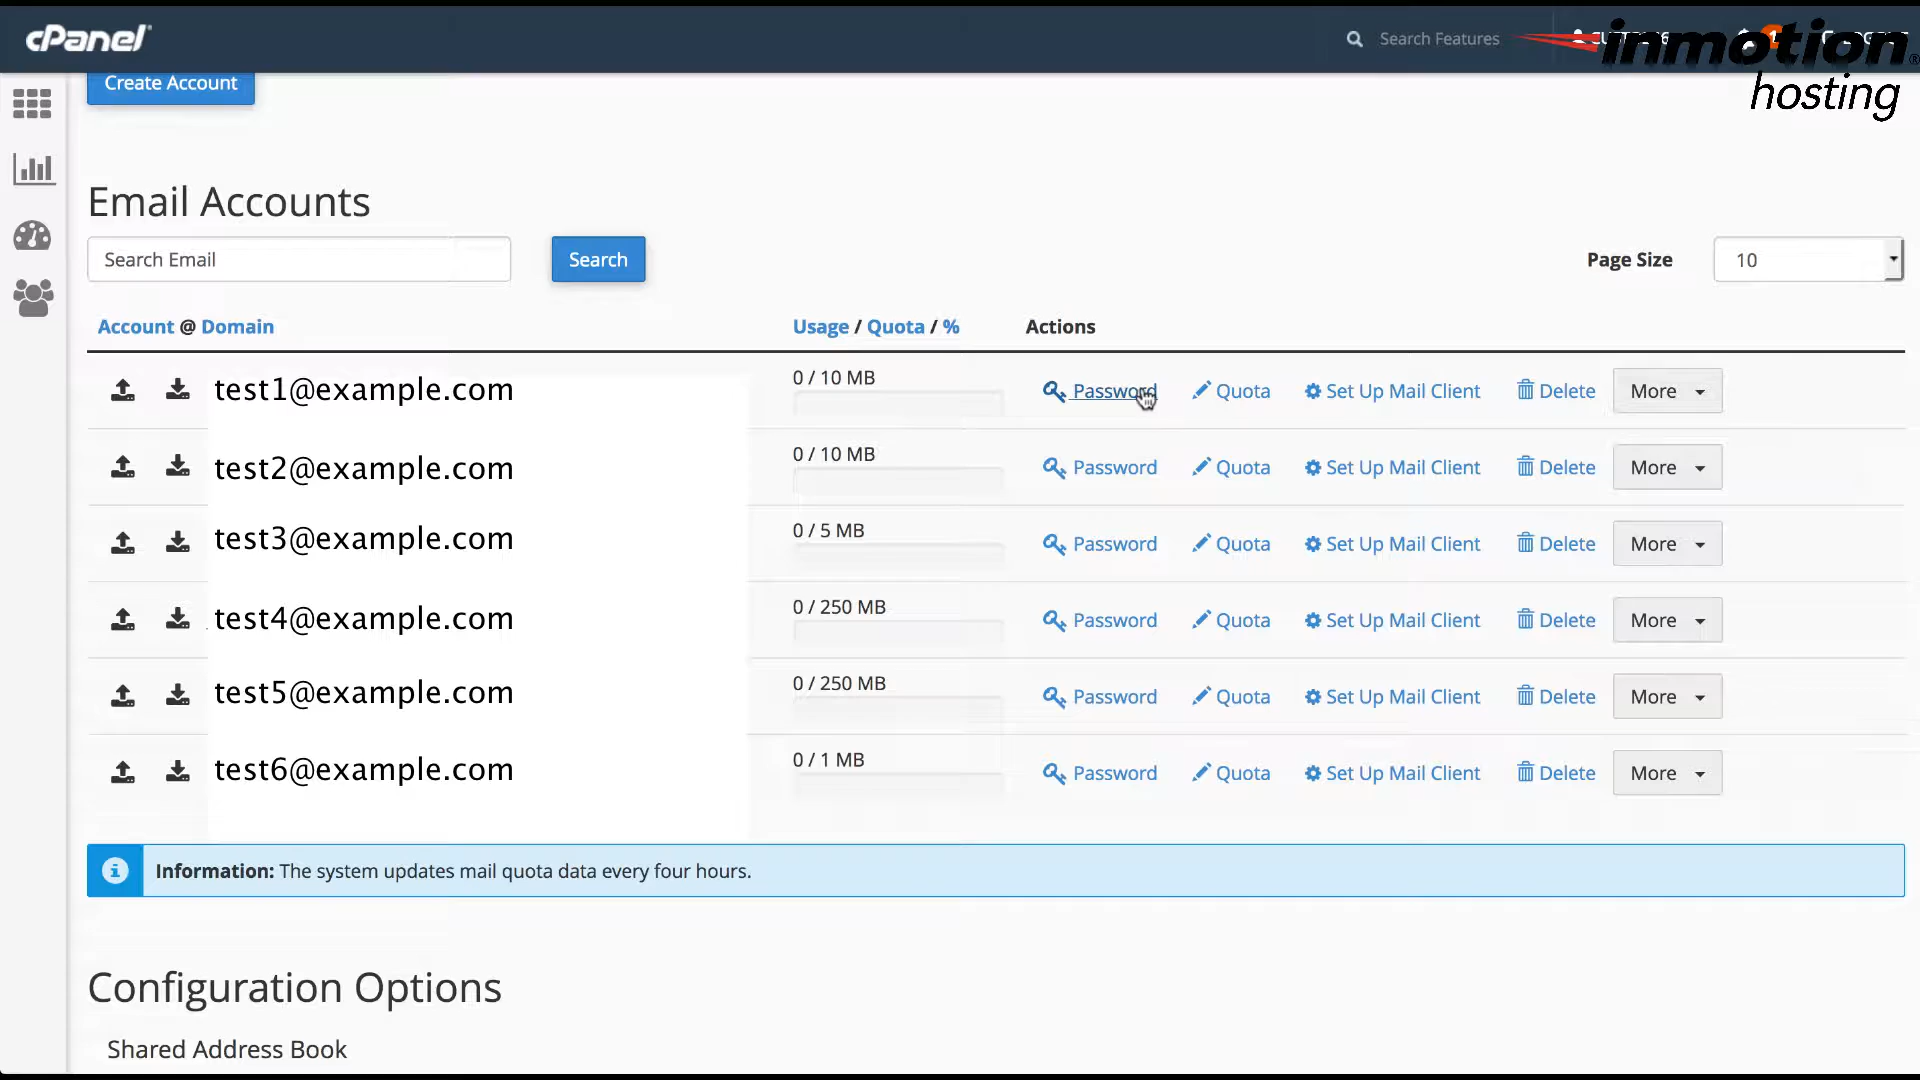 cPanel
Search Features
inmotion
hosting
Create Account
Email Accounts
Search Email
Search
Page Size
10
Account @ Domain
Usage / Quota / %
Actions
test1@example.com
0 / 10 MB
Password
Quota
Set Up Mail Client
Delete
More
test2@example.com
0 / 10 MB
Password
Quota
Set Up Mail Client
Delete
More
test3@example.com
0 / 5 MB
Password
Quota
Set Up Mail Client
Delete
More
test4@example.com
0 / 250 MB
Password
Quota
Set Up Mail Client
Delete
More
test5@example.com
0 / 250 MB
Password
Quota
Set Up Mail Client
Delete
More
test6@example.com
0 / 1 MB
Password
Quota
Set Up Mail Client
Delete
More
Information: The system updates mail quota data every four hours.
Configuration Options
Shared Address Book